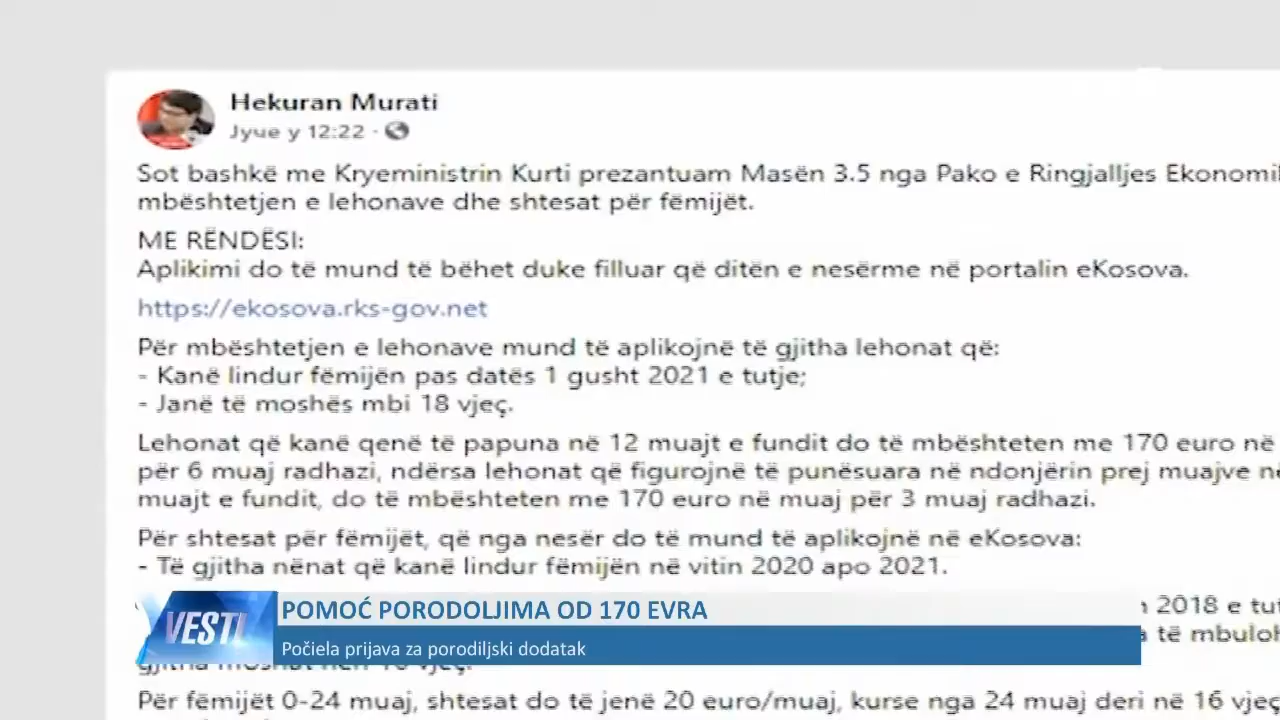 Hekuran Murati
Jyue y 12:22 ·
Sot bashkë me Kryeministrin Kurti prezantuam Masën 3.5 nga Pako e Ringjalljes
mbështetjen e lehonave dhe shtesat për fëmijët.
ME RËNDËSI:
Aplikimi do të mund të bëhet duke filluar që ditën e nesërme në portalin eKosova.
https://ekosova.rks-gov.net
Për mbështetjen e lehonave mund të aplikojnë të gjitha lehonat që:
- Kanë lindur fëmijën pas datës 1 gusht 2021 e tutje;
- Janë të moshës mbi 18 vjeç.
Lehonat që kanë qenë të papuna në 12 muajt e fundit do të mbështeten me 170 euro në
për 6 muaj radhazi, ndërsa lehonat që figurojnë të punësuara në ndonjërin prej muajve
muajt e fundit, do të mbështeten me 170 euro në muaj për 3 muaj radhazi.
Për shtesat për fëmijët, që nga nesër do të mund të aplikojnë në eKosova:
- Të gjitha nënat që kanë lindur fëmijën në vitin 2020 apo 2021.
2018 e
të
VESTI
POMOĆ PORODOLJIMA OD 170 EVRA
Počiela prijava za porodiljski dodatak
Për fëmijët 0-24 muaj, shtesat do të jenë 20 euro/muaj, kurse nga 24 muaj deri në 16 vjeç